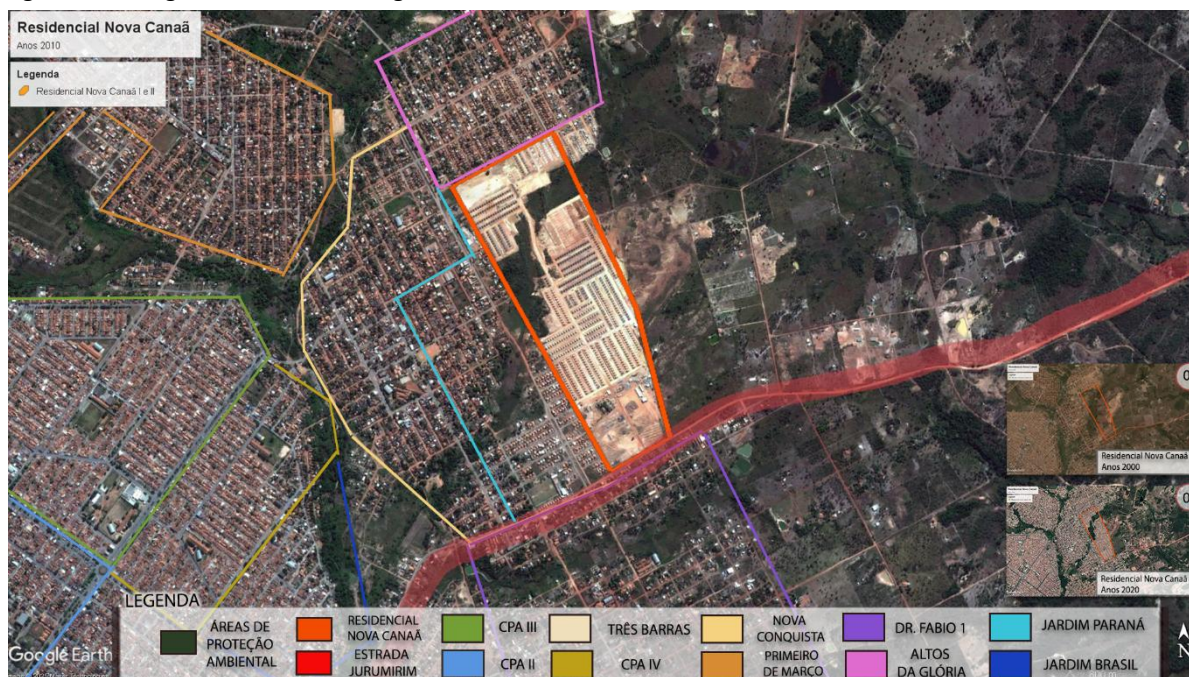 Residencial Nova Canaã
Anos 2010
Legenda
Residencial Nova Canaã I e II
Residencial Nova Canaã
Anos 2000
Residencial Nova Canaã
Anos 2020
LEGENDA
ÁREAS DE
PROTEÇÃO
AMBIENTAL
RESIDENCIAL
NOVA CANAÃ
ESTRADA
JURUMIRIM
CPA III
CPA II
TRÊS BARRAS
CPA IV
NOVA
CONQUISTA
PRIMEIRO
DE MARCO
DR. FABIO 1
ALTOS
DA GLÓRIA
JARDIM PARANÁ
JARDIM BRASIL
Google Earth
N